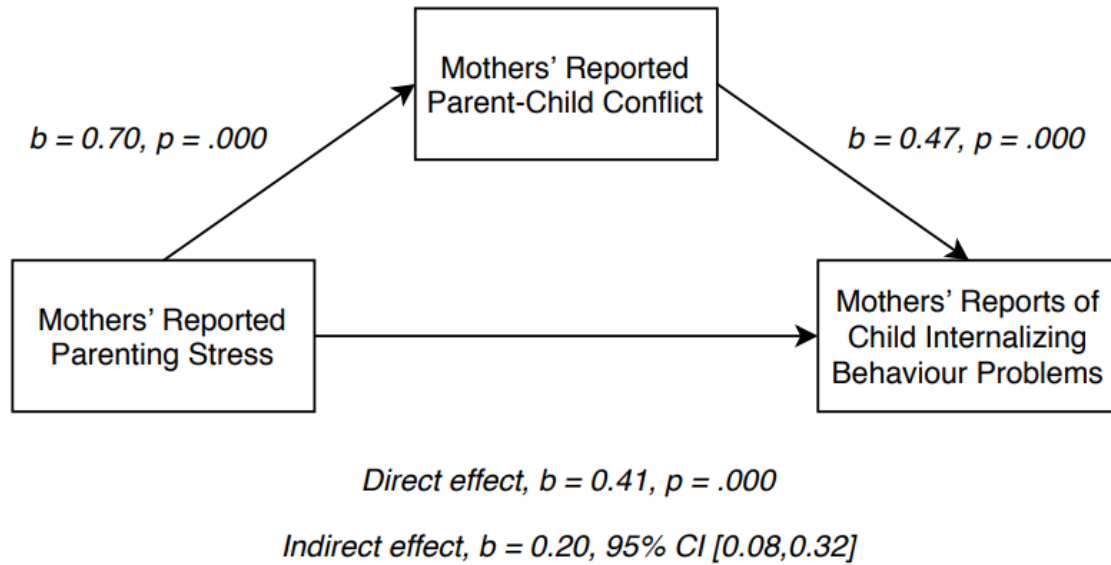 Mothers’ Reported
Parent-Child Conflict
b = 0.70, p = .000
b = 0.47, p = .000
Mothers’ Reported
Parenting Stress
Mothers’ Reports of
Child Internalizing
Behaviour Problems
Direct effect, b = 0.41, p = .000
Indirect effect, b = 0.20, 95% CI [0.08,0.32]